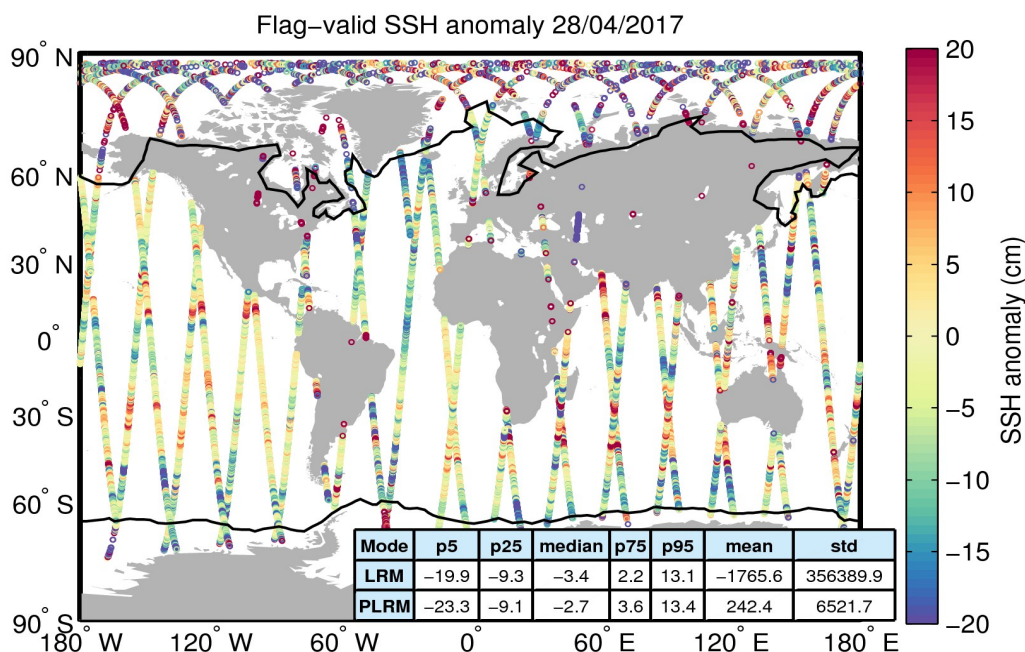 Flag−valid SSH anomaly 28/04/2017
90° N
60° N
30° N
0°
30° S
60° S
90° S
180° W
120° W
60° W
0°
60° E
120° E
180° E
20
15
10
5
0
−5
−10
−15
−20
SSH anomaly (cm)
Mode p5 p25 median p75 p95 mean std
LRM −19.9 −9.3 −3.4 2.2 13.1 −1765.6 356389.9
PLRM −23.3 −9.1 −2.7 3.6 13.4 242.4 6521.7